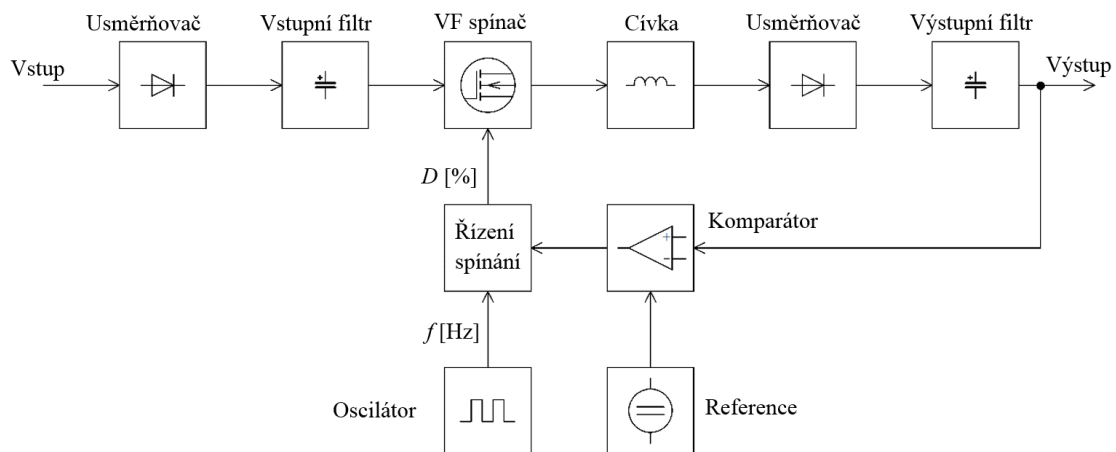 Usměrňovač
Vstupní filtr
VF spínač
Cívka
Usměrňovač
Výstupní filtr
Vstup
Výstup
D [%]
Řízení
spínání
Komparátor
f [Hz]
Oscilátor
Reference